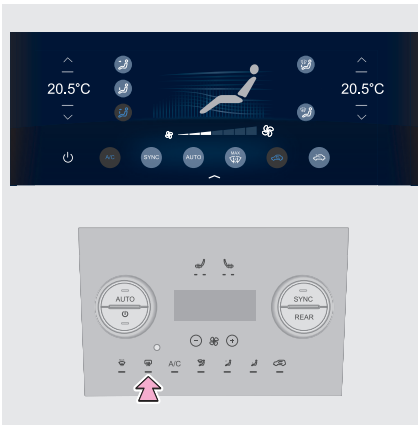 20.5°C 20.5°C
A/C SYNC AUTO MAX
AUTO SYNC
REAR
A/C